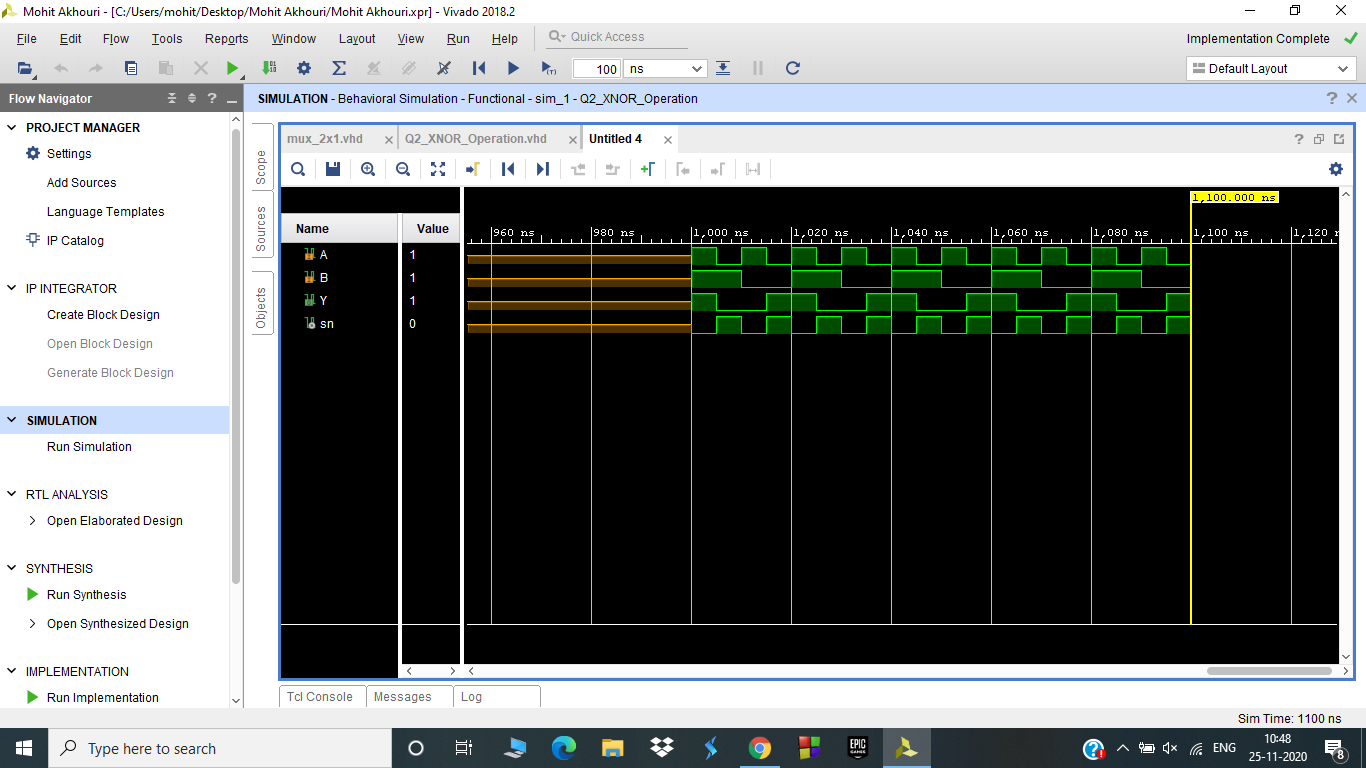 Mohit Akhouri - [C:/Users/mohit/Desktop/Mohit Akhouri/Mohit Akhouri.xpr] - Vivado 2018.2
File Edit Flow Tools Reports Window Layout View Run Help Quick Access
Implementation Complete
100 ns
Default Layout
Flow Navigator
SIMULATION - Behavioral Simulation - Functional - sim_1 - Q2_XNOR_Operation
PROJECT MANAGER
Settings
Add Sources
Language Templates
IP Catalog
IP INTEGRATOR
Create Block Design
Open Block Design
Generate Block Design
SIMULATION
Run Simulation
RTL ANALYSIS
Open Elaborated Design
SYNTHESIS
Run Synthesis
Open Synthesized Design
IMPLEMENTATION
Run Implementation
Scope
Sources
Objects
mux_2x1.vhd Q2_XNOR_Operation.vhd Untitled 4
1,100.000 ns
Name Value
960 ns 980 ns 1,000 ns 1,020 ns 1,040 ns 1,060 ns 1,080 ns 1,100 ns 1,120 n
A 1
B 1
Y 1
sn 0
Tcl Console Messages Log
Sim Time: 1100 ns
Type here to search
EPIC GAMES
ENG
10:48
25-11-2020
8